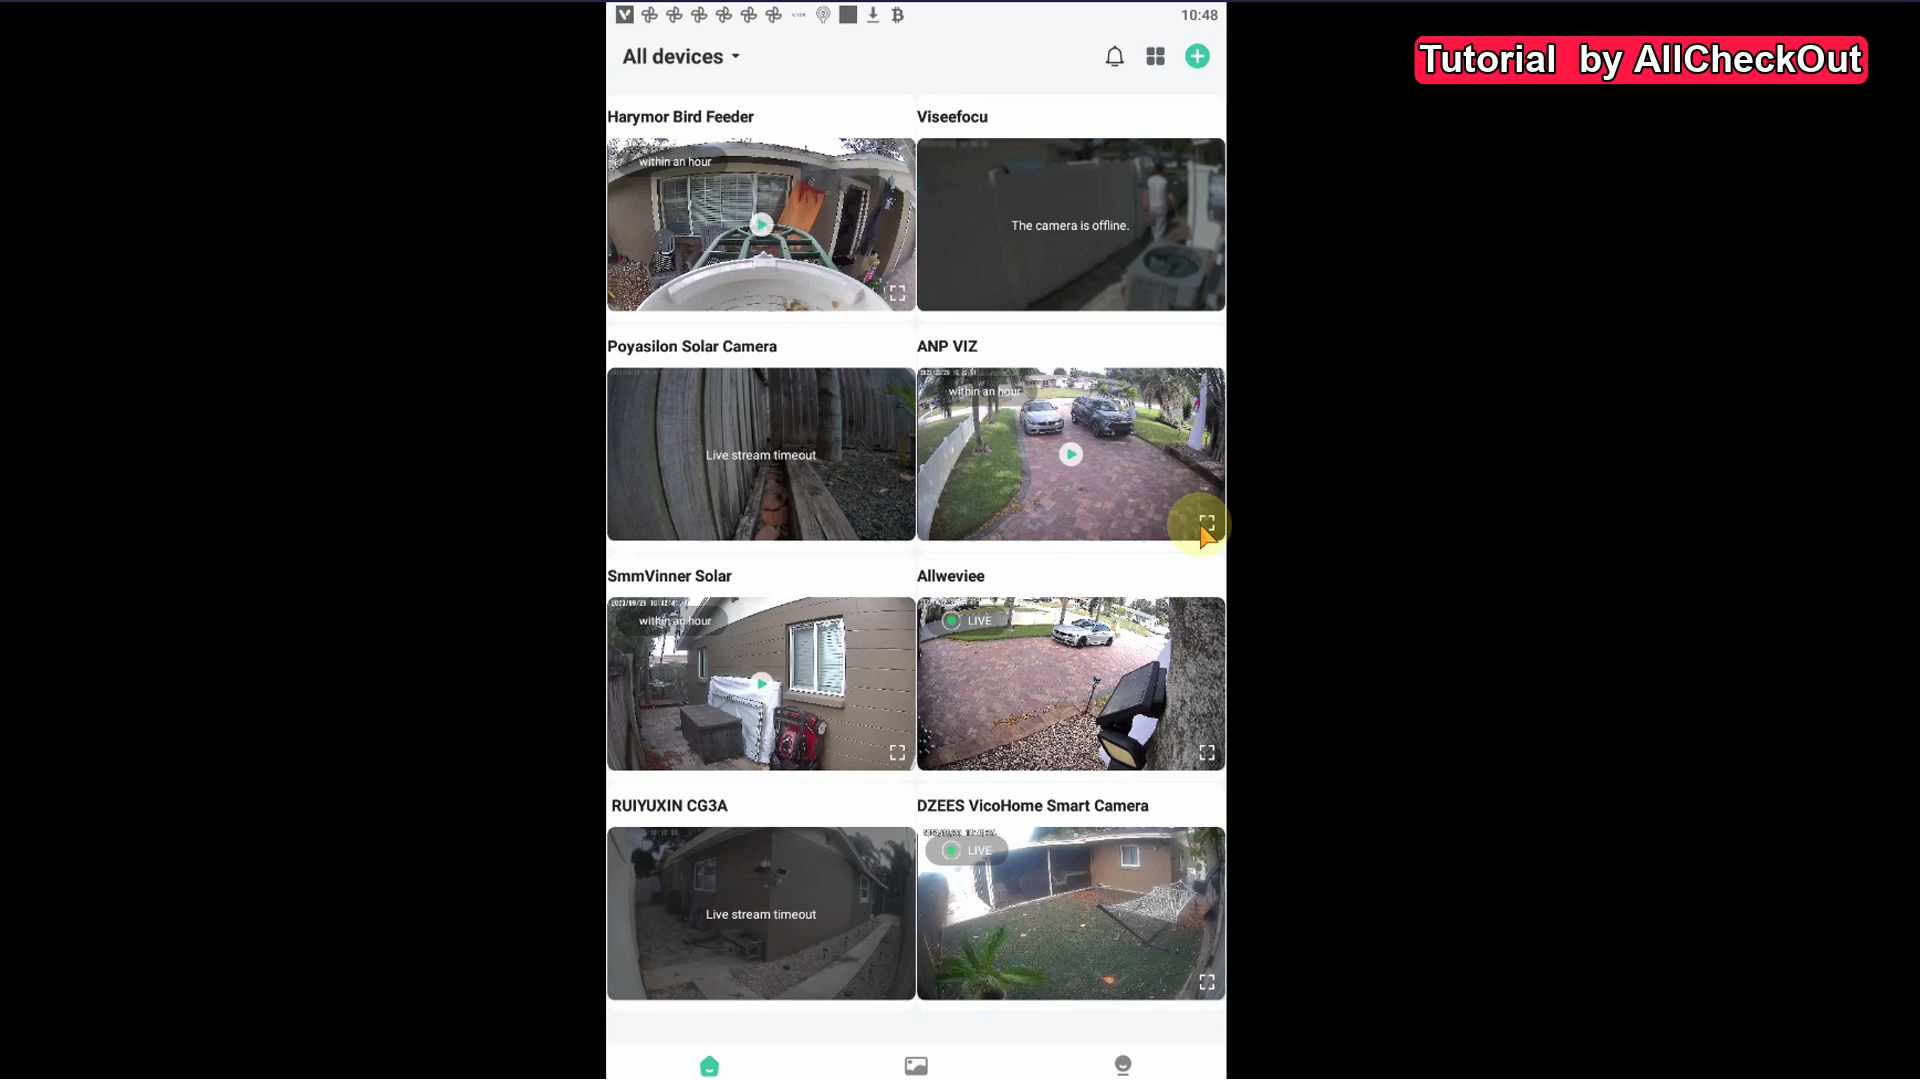 10:48
Tutorial by AllCheckOut
All devices
Harymor Bird Feeder
Viseefocu
within an hour
The camera is offline.
Poyasilon Solar Camera
ANP VIZ
within an hour
Live stream timeout
SmmVinner Solar
Allweviee
within an hour
LIVE
RUIYUXIN CG3A
DZEES VicoHome Smart Camera
LIVE
Live stream timeout